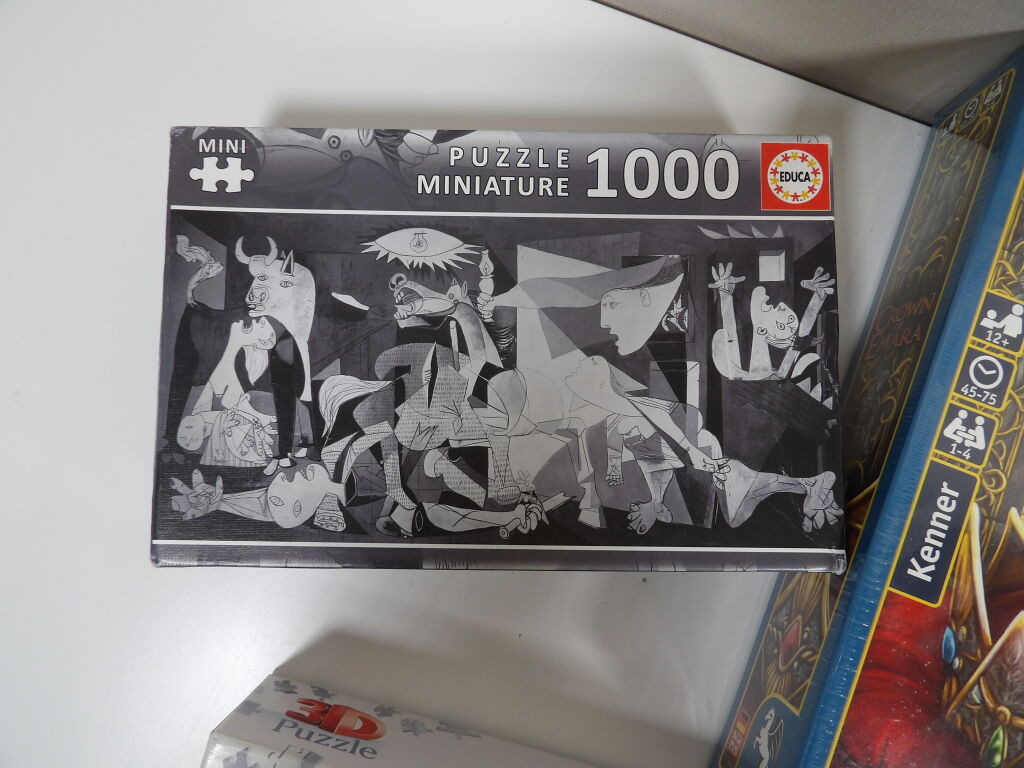 MINI
PUZZLE
MINIATURE
1000
EDUCA
CROWN
EMARA
12+
45-75
1-4
Kenner
3D
Puzzle